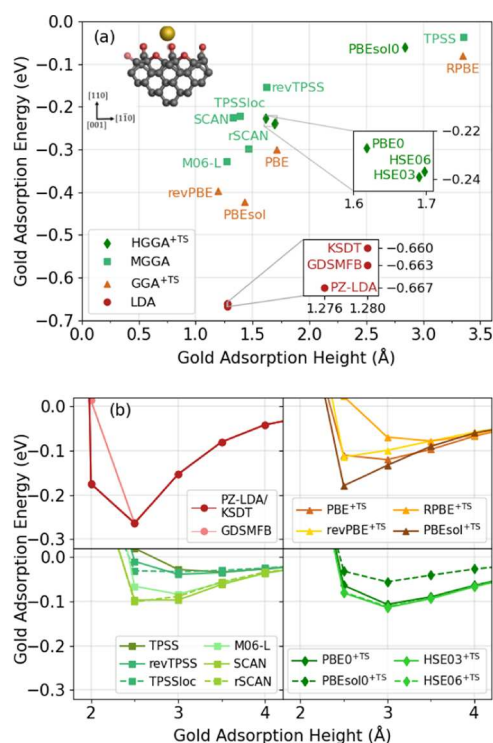 (a)
0.0
−0.1
−0.2
−0.3
−0.4
−0.5
−0.6
−0.7
Gold Adsorption Energy (eV)
[110]
[001]
[11̅0]
PBEsol0
TPSS
RPBE
revTPSS
TPSSloc
SCAN
rSCAN
M06-L
PBE
revPBE
PBEsol
PBE0
HSE06
HSE03
−0.22
−0.24
1.6
1.7
HGGA+TS
MGGA
GGA+TS
LDA
KSDT
GDSMFB
PZ-LDA
−0.660
−0.663
−0.667
1.276
1.280
0.0
0.5
1.0
1.5
2.0
2.5
3.0
3.5
Gold Adsorption Height (Å)
(b)
Gold Adsorption Energy (eV)
0.0
−0.1
−0.2
−0.3
PZ-LDA/
KSDT
GDSMFB
PBE+TS
RPBE+TS
revPBE+TS
PBEsol+TS
0.0
−0.1
−0.2
−0.3
TPSS
M06-L
revTPSS
SCAN
TPSSloc
rSCAN
PBE0+TS
HSE03+TS
PBEsol0+TS
HSE06+TS
2
3
4
2
3
4
Gold Adsorption Height (Å)